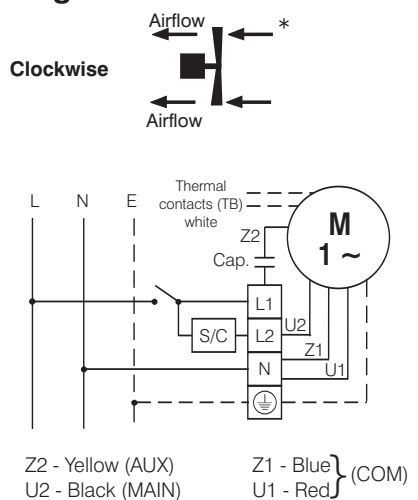 Airflow
*
Clockwise
Airflow
L N E
Thermal
contacts (TB)
white
M
1 ~
Z2
Cap.
L1
S/C L2 U2
Z1
N U1
Z2 - Yellow (AUX) Z1 - Blue
U2 - Black (MAIN) U1 - Red } (COM)